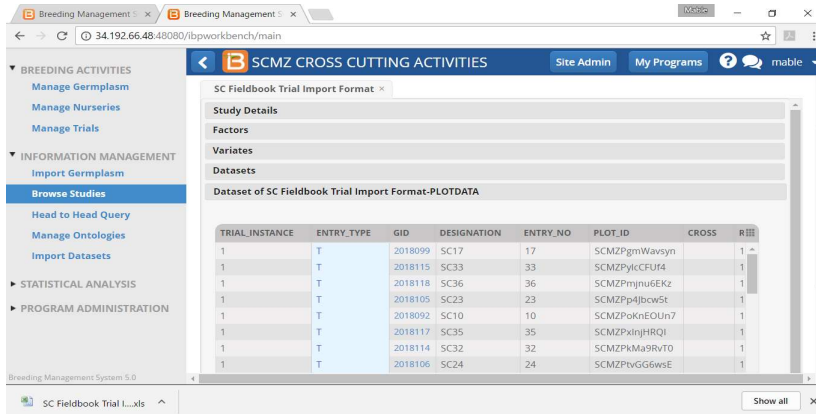 Breeding Management S
Breeding Management S
Mable
34.192.66.48:48080/ibpworkbench/main
BREEDING ACTIVITIES
Manage Germplasm
Manage Nurseries
Manage Trials
INFORMATION MANAGEMENT
Import Germplasm
Browse Studies
Head to Head Query
Manage Ontologies
Import Datasets
STATISTICAL ANALYSIS
PROGRAM ADMINISTRATION
Breeding Management System 5.0
SCMZ CROSS CUTTING ACTIVITIES Site Admin My Programs ? mable
SC Fieldbook Trial Import Format ×
Study Details
Factors
Variates
Datasets
Dataset of SC Fieldbook Trial Import Format-PLOTDATA
TRIAL_INSTANCE ENTRY_TYPE GID DESIGNATION ENTRY_NO PLOT_ID CROSS R
1 T 2018099 SC17 17 SCMZPgmWavsyn 1
1 T 2018115 SC33 33 SCMZPylcCFUf4 1
1 T 2018118 SC36 36 SCMZPmjnu6EKz 1
1 T 2018105 SC23 23 SCMZPp4Jbcw5t 1
1 T 2018092 SC10 10 SCMZPoKnEOUn7 1
1 T 2018117 SC35 35 SCMZPxInjHRQI 1
1 T 2018114 SC32 32 SCMZPkMa9RvT0 1
1 T 2018106 SC24 24 SCMZPtvGG6wsE 1
SC Fieldbook Trial I....xls
Show all